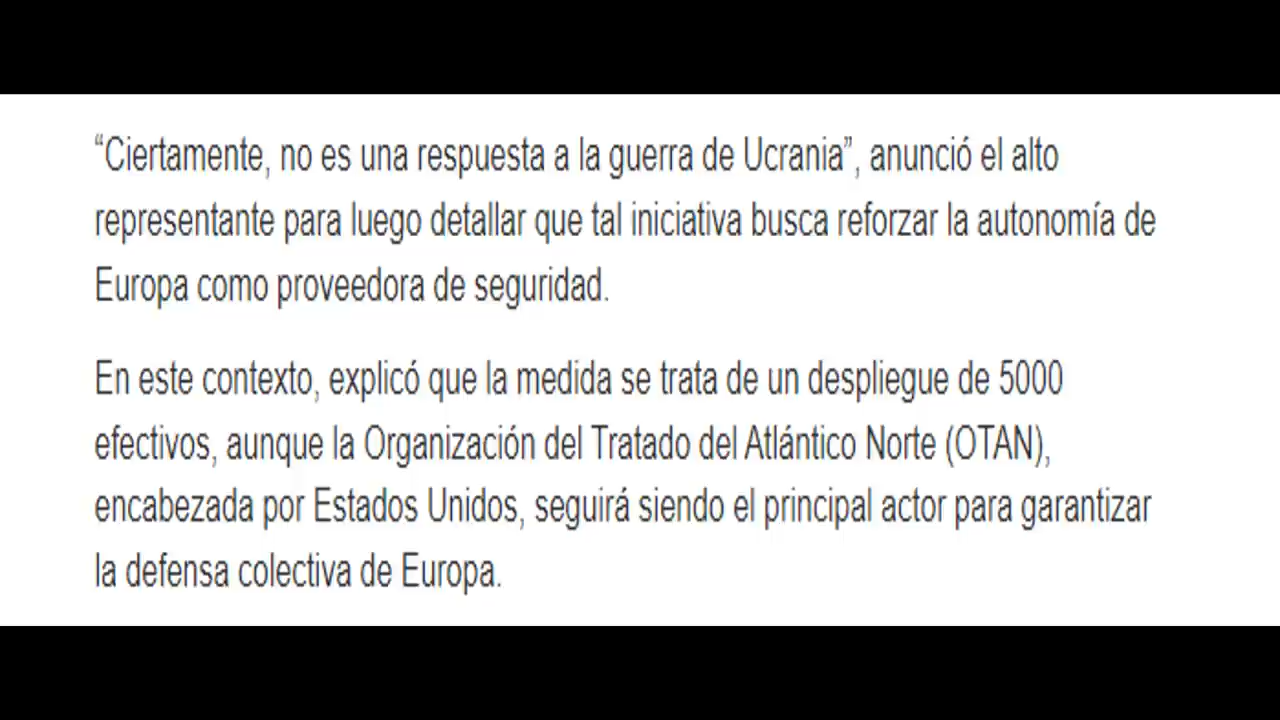 “Ciertamente, no es una respuesta a la guerra de Ucrania”, anunció el alto
representante para luego detallar que tal iniciativa busca reforzar la autonomía de
Europa como proveedora de seguridad.
En este contexto, explicó que la medida se trata de un despliegue de 5000
efectivos, aunque la Organización del Tratado del Atlántico Norte (OTAN),
encabezada por Estados Unidos, seguirá siendo el principal actor para garantizar
la defensa colectiva de Europa.